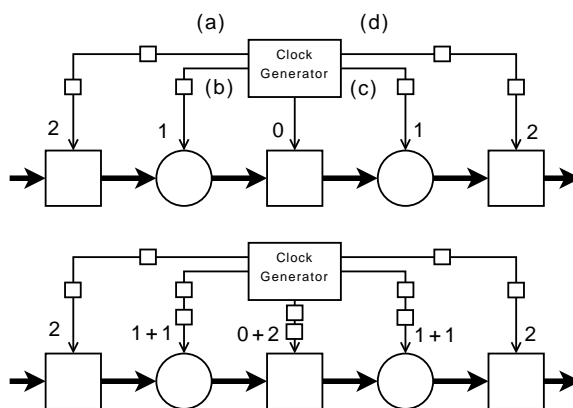 (a)
(d)
Clock
Generator
(b)
(c)
2
1
0
1
2
Clock
Generator
2
1 + 1
0 + 2
1 + 1
2